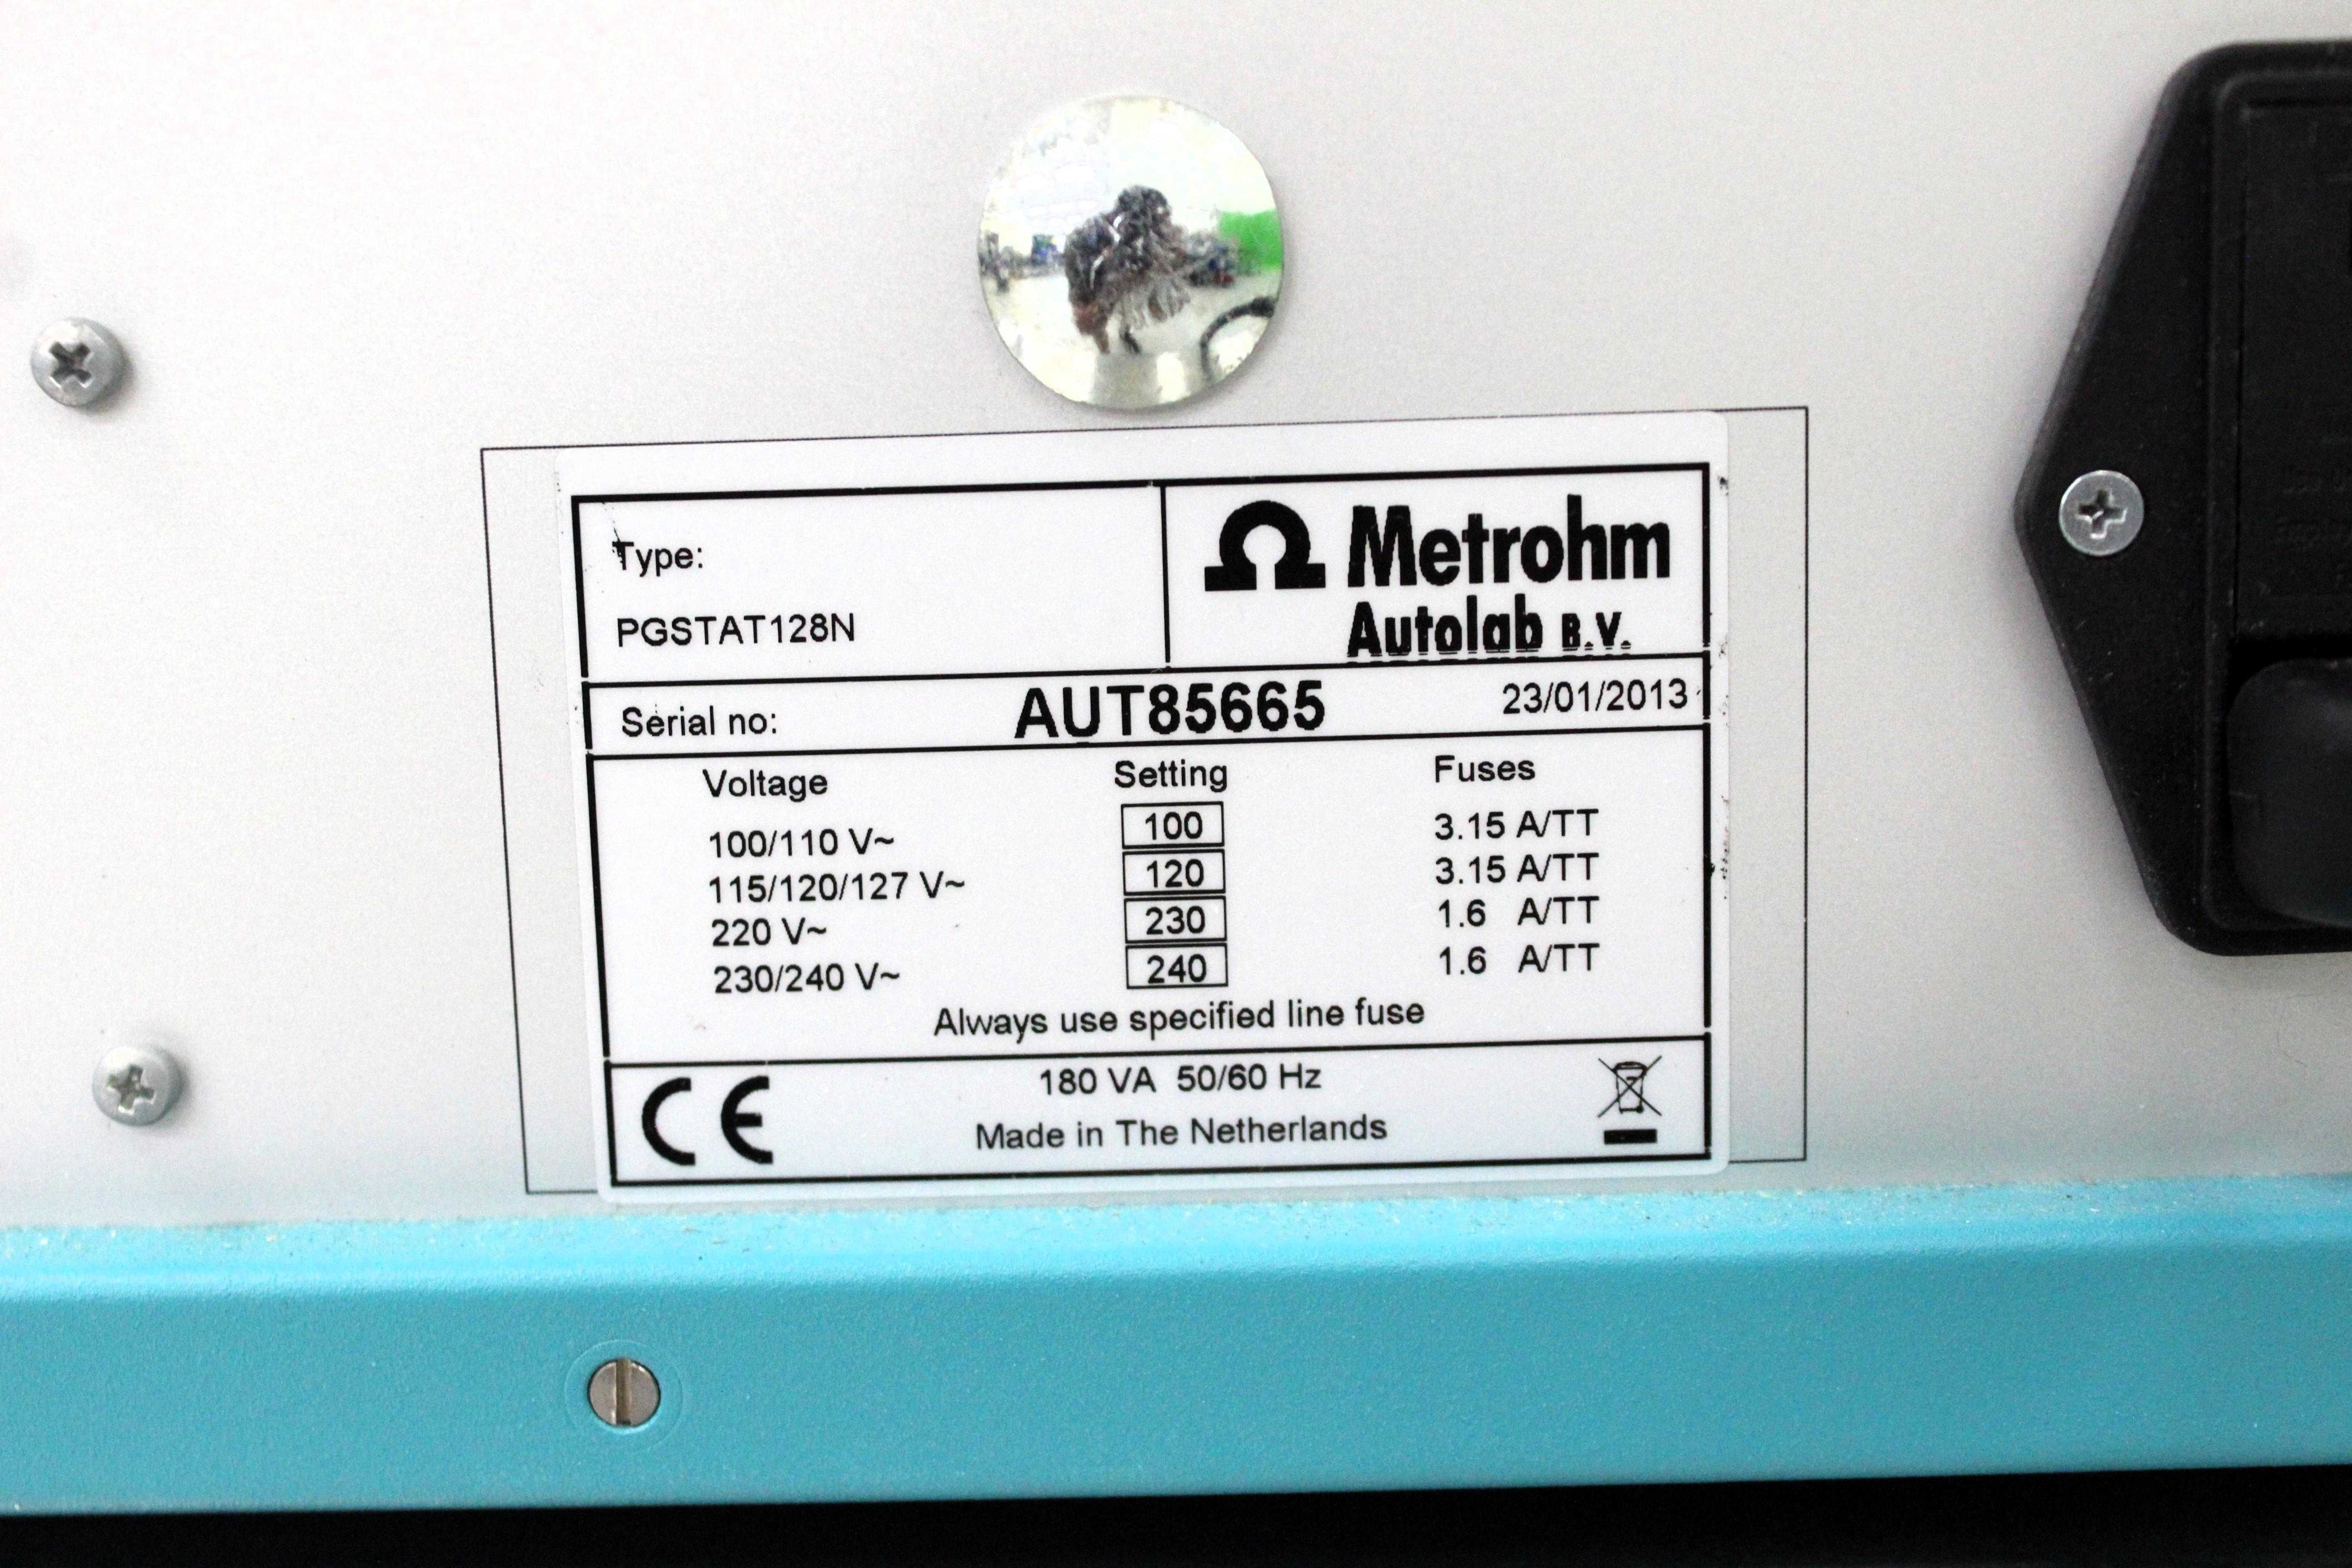 Type:
PGSTAT128N
Metrohm
Autolab B.V.
Serial no: AUT85665 23/01/2013
Voltage Setting Fuses
100/110 V~ 100 3.15 A/TT
115/120/127 V~ 120 3.15 A/TT
220 V~ 230 1.6 A/TT
230/240 V~ 240 1.6 A/TT
Always use specified line fuse
CE 180 VA 50/60 Hz
Made in The Netherlands